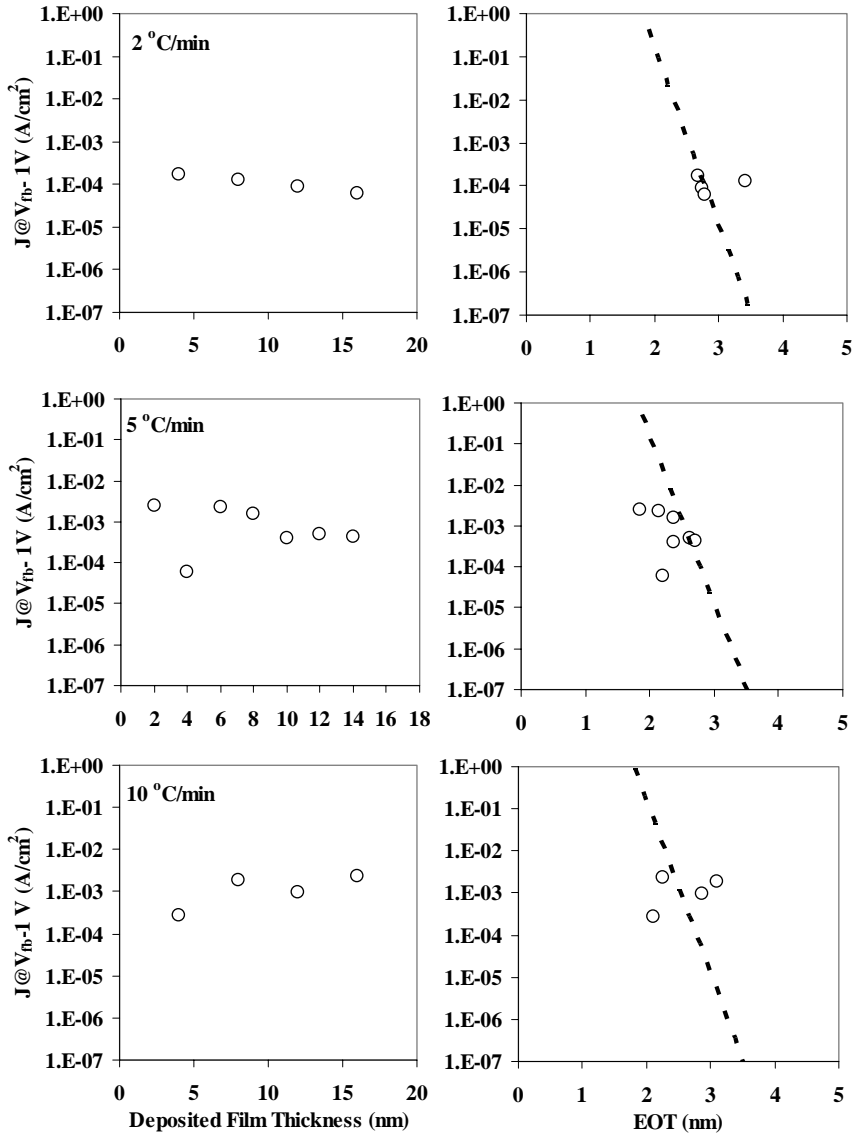 1.E+00
1.E-01
1.E-02
1.E-03
1.E-04
1.E-05
1.E-06
1.E-07
J@Vfb- 1V (A/cm2)
2 oC/min
0 5 10 15 20
1.E+00
1.E-01
1.E-02
1.E-03
1.E-04
1.E-05
1.E-06
1.E-07
0 1 2 3 4 5
1.E+00
1.E-01
1.E-02
1.E-03
1.E-04
1.E-05
1.E-06
1.E-07
J@Vfb- 1V (A/cm2)
5 oC/min
0 2 4 6 8 10 12 14 16 18
1.E+00
1.E-01
1.E-02
1.E-03
1.E-04
1.E-05
1.E-06
1.E-07
0 1 2 3 4 5
1.E+00
1.E-01
1.E-02
1.E-03
1.E-04
1.E-05
1.E-06
1.E-07
J@Vfb-1 V (A/cm2)
10 oC/min
0 5 10 15 20
Deposited Film Thickness (nm)
1.E+00
1.E-01
1.E-02
1.E-03
1.E-04
1.E-05
1.E-06
1.E-07
0 1 2 3 4 5
EOT (nm)